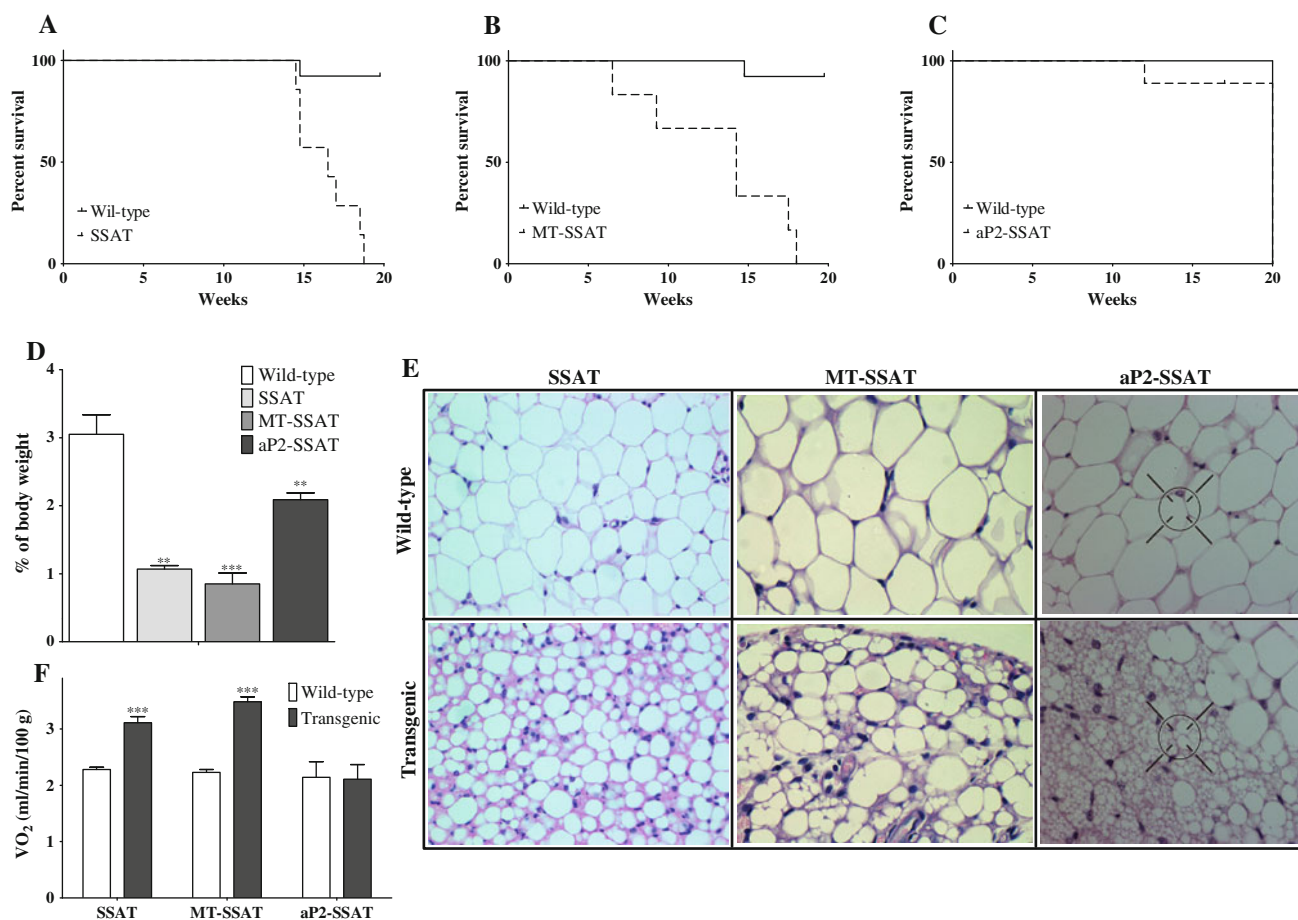 A
Percent survival
100
50
0
0 5 10 15 20
Weeks
Wil-type
SSAT
B
Percent survival
100
50
0
0 5 10 15 20
Weeks
Wild-type
MT-SSAT
C
Percent survival
100
50
0
0 5 10 15 20
Weeks
Wild-type
aP2-SSAT
D
% of body weight
4
3
2
1
0
** *** **
Wild-type
SSAT
MT-SSAT
aP2-SSAT
E
SSAT MT-SSAT aP2-SSAT
Wild-type
Transgenic
F
VO2 (ml/min/100 g)
3
2
1
0
*** ***
Wild-type
Transgenic
SSAT MT-SSAT aP2-SSAT